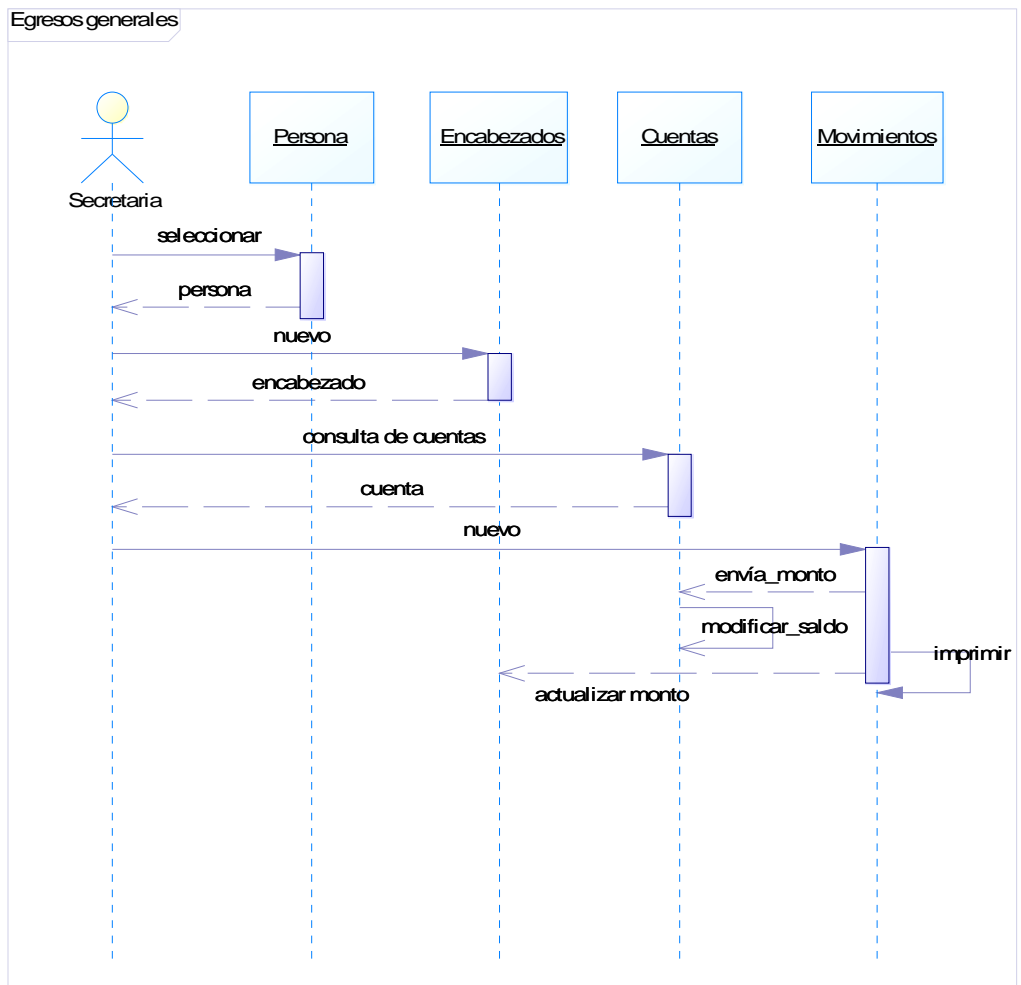 Egresos generales
Persona
Encabezados
Cuentas
Movimientos
Secretaria
seleccionar
persona
nuevo
encabezado
consulta de cuentas
cuenta
nuevo
envía_monto
modificar_saldo
imprimir
actualizar monto